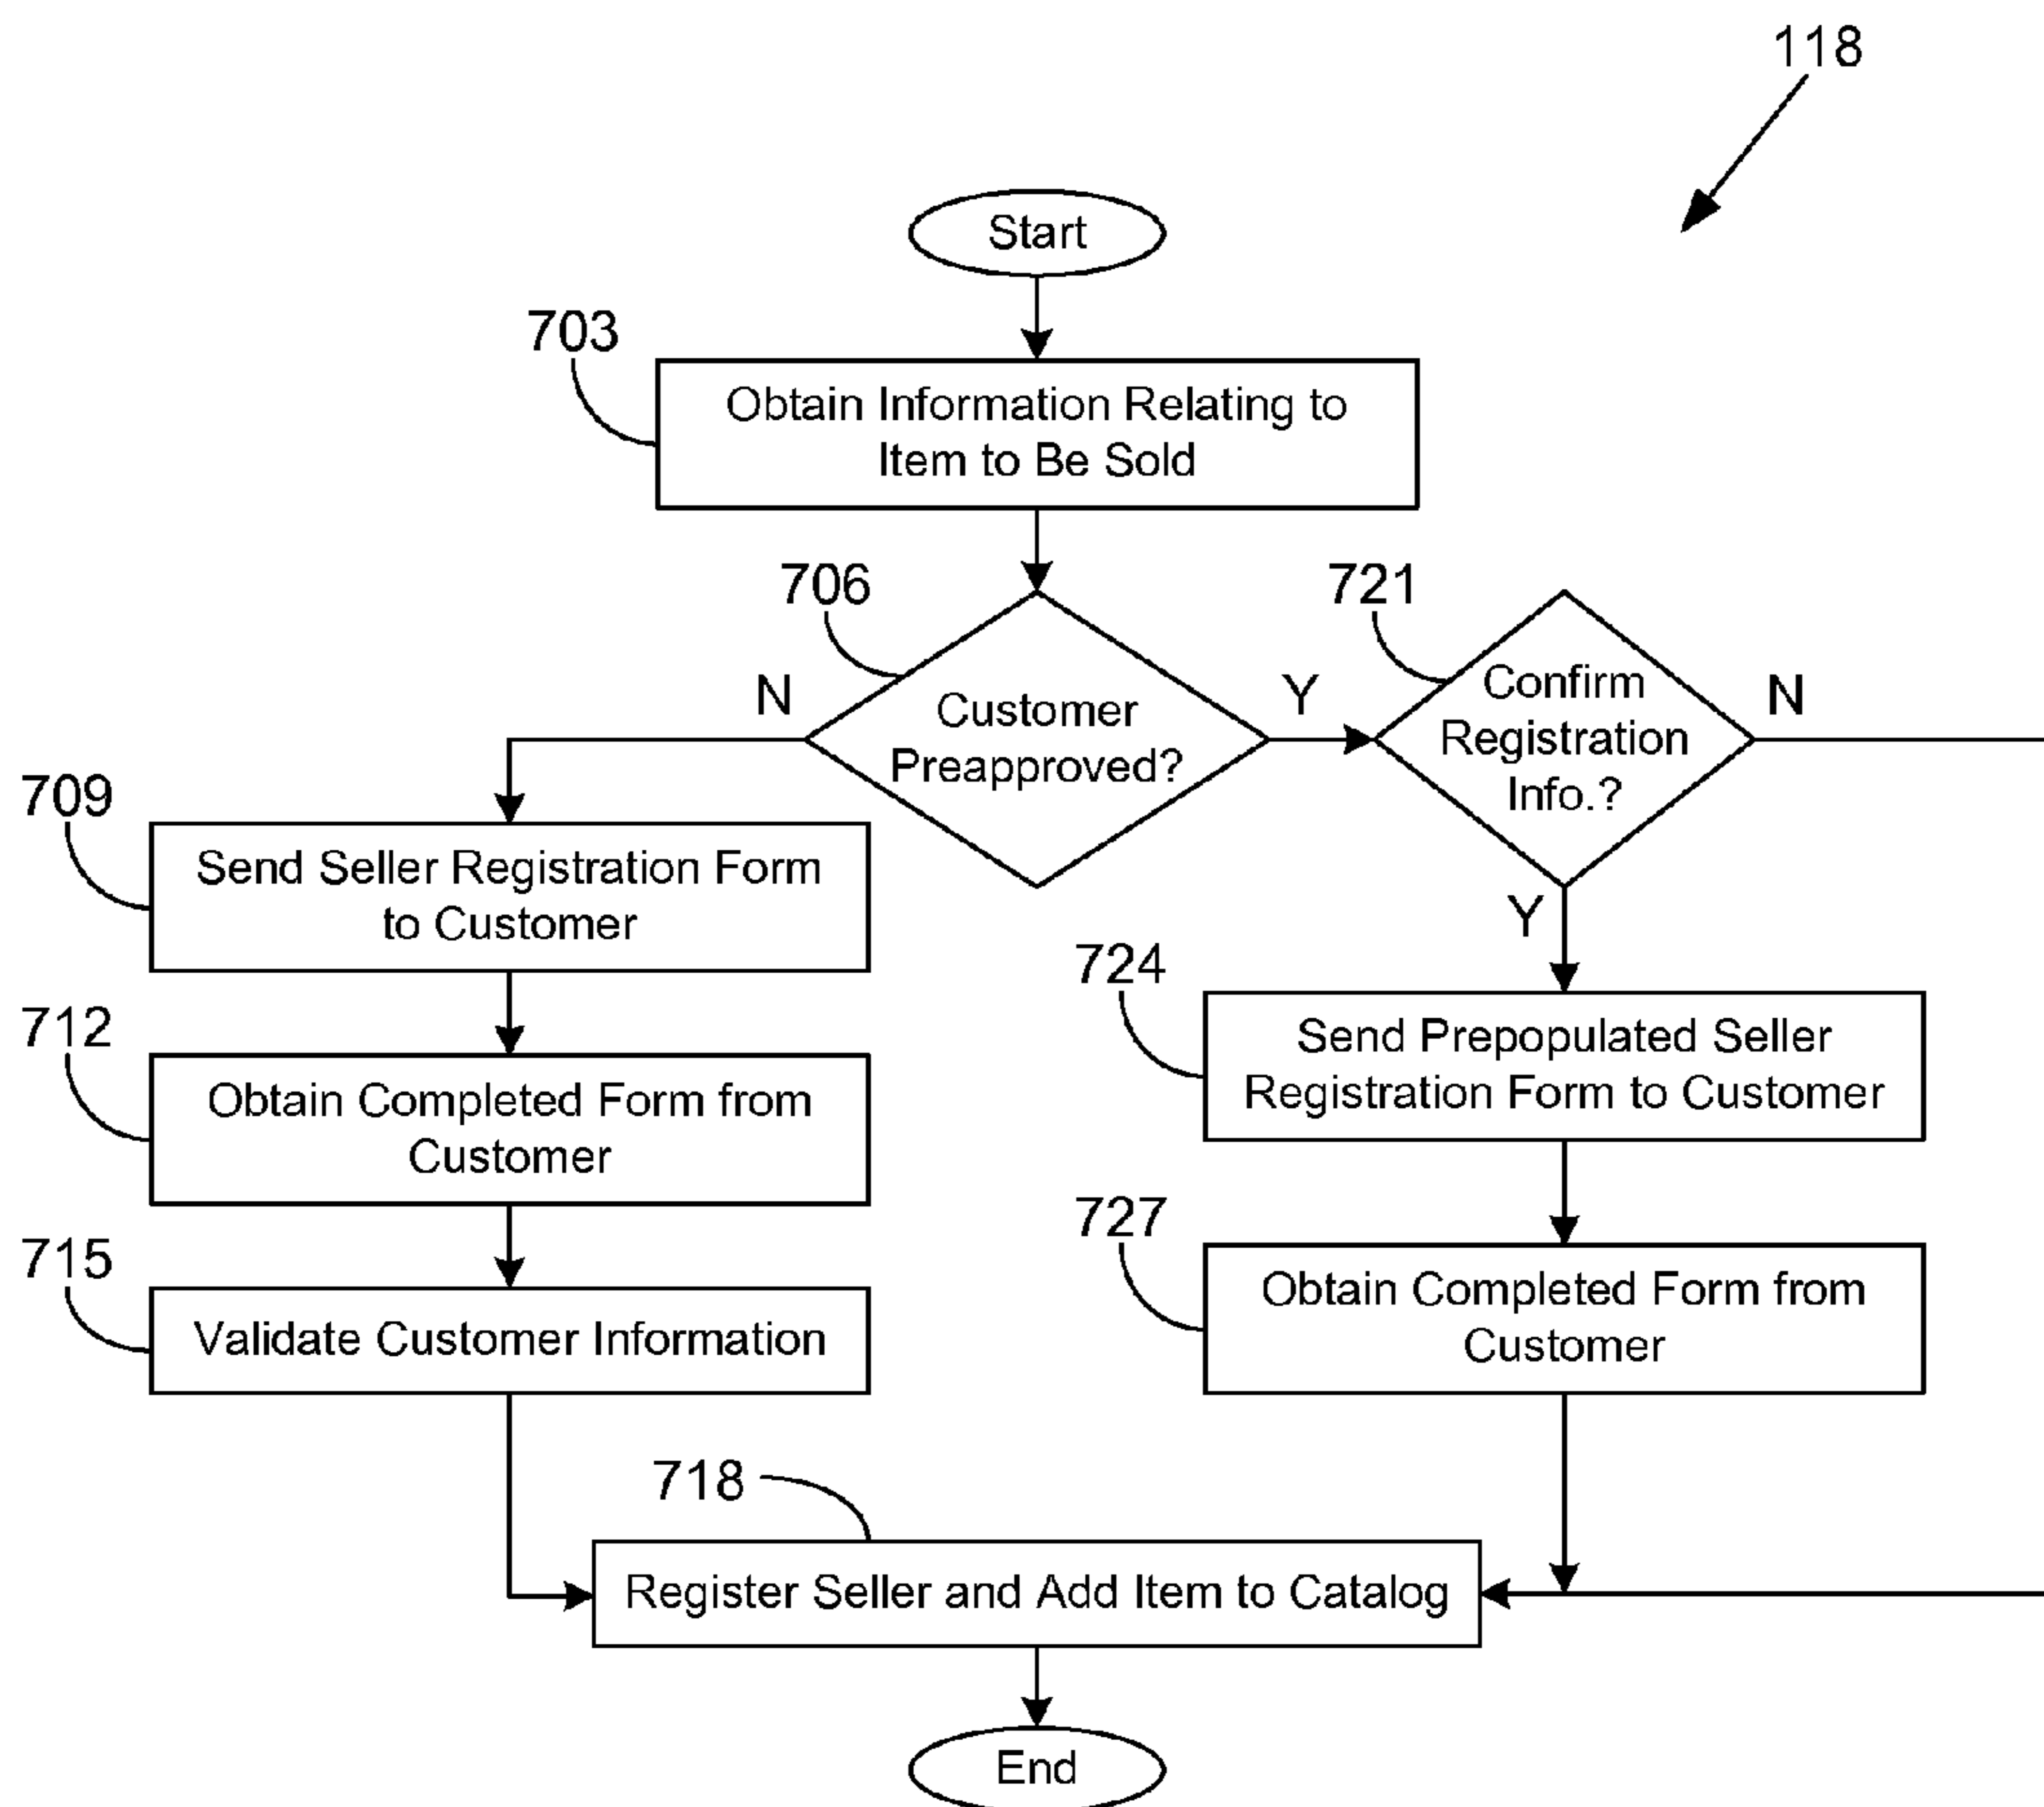 118
Start
703
Obtain Information Relating to
Item to Be Sold
706
721
N
Customer
Preapproved?
Y
Confirm
Registration
Info.?
N
709
Send Seller Registration Form
to Customer
Y
724
Send Prepopulated Seller
Registration Form to Customer
712
Obtain Completed Form from
Customer
727
Obtain Completed Form from
Customer
715
Validate Customer Information
718
Register Seller and Add Item to Catalog
End